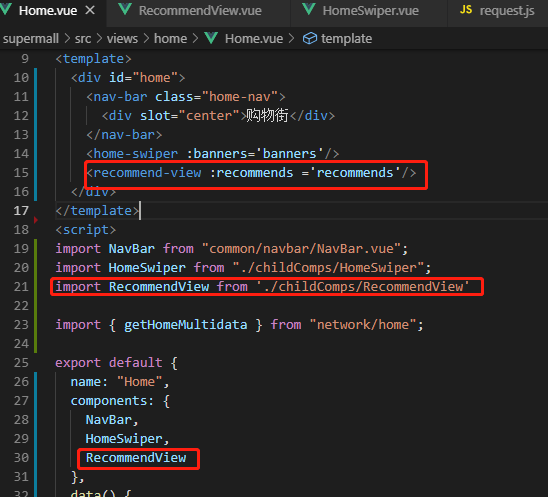 Home.vue × RecommendView.vue HomeSwiper.vue JS request.js
supermall > src > views > home > Home.vue > template
9 <template>
10 <div id="home">
11 <nav-bar class="home-nav">
12 <div slot="center">购物街</div>
13 </nav-bar>
14 <home-swiper :banners='banners'/>
15 <recommend-view :recommends ='recommends'/>
16 </div>
17 </template>
18 <script>
19 import NavBar from "common/navbar/NavBar.vue";
20 import HomeSwiper from "./childComps/HomeSwiper";
21 import RecommendView from './childComps/RecommendView'
22
23 import { getHomeMultidata } from "network/home";
24
25 export default {
26 name: "Home",
27 components: {
28 NavBar,
29 HomeSwiper,
30 RecommendView
31 },
32 data() {